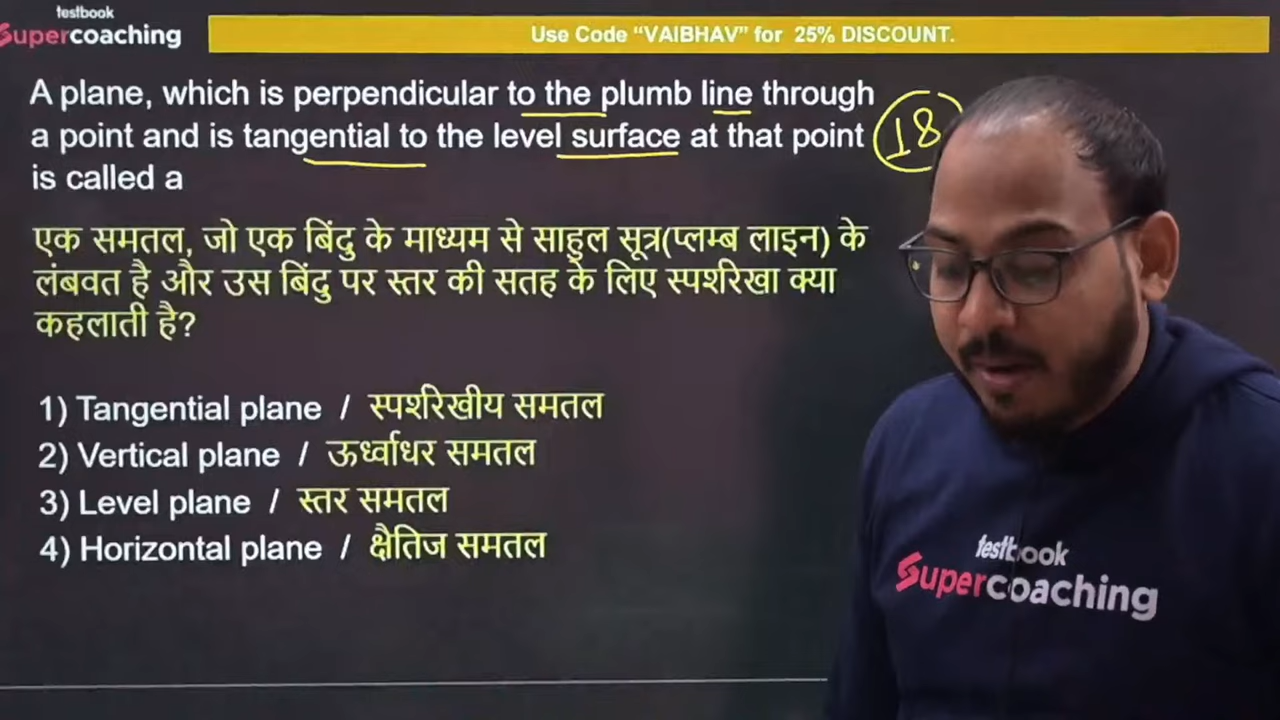 testbook
Supercoaching
Use Code “VAIBHAV” for 25% DISCOUNT.
A plane, which is perpendicular to the plumb line through
a point and is tangential to the level surface at that point
is called a
18
एक समतल, जो एक बिंदु के माध्यम से साहुल सूत्र(प्लम्ब लाइन) के
लंबवत है और उस बिंदु पर स्तर की सतह के लिए स्पर्शरेखा क्या
कहलाती है?
1) Tangential plane / स्पर्शरेखीय समतल
2) Vertical plane / ऊर्ध्वाधर समतल
3) Level plane / स्तर समतल
4) Horizontal plane / क्षैतिज समतल
testbook
Supercoaching